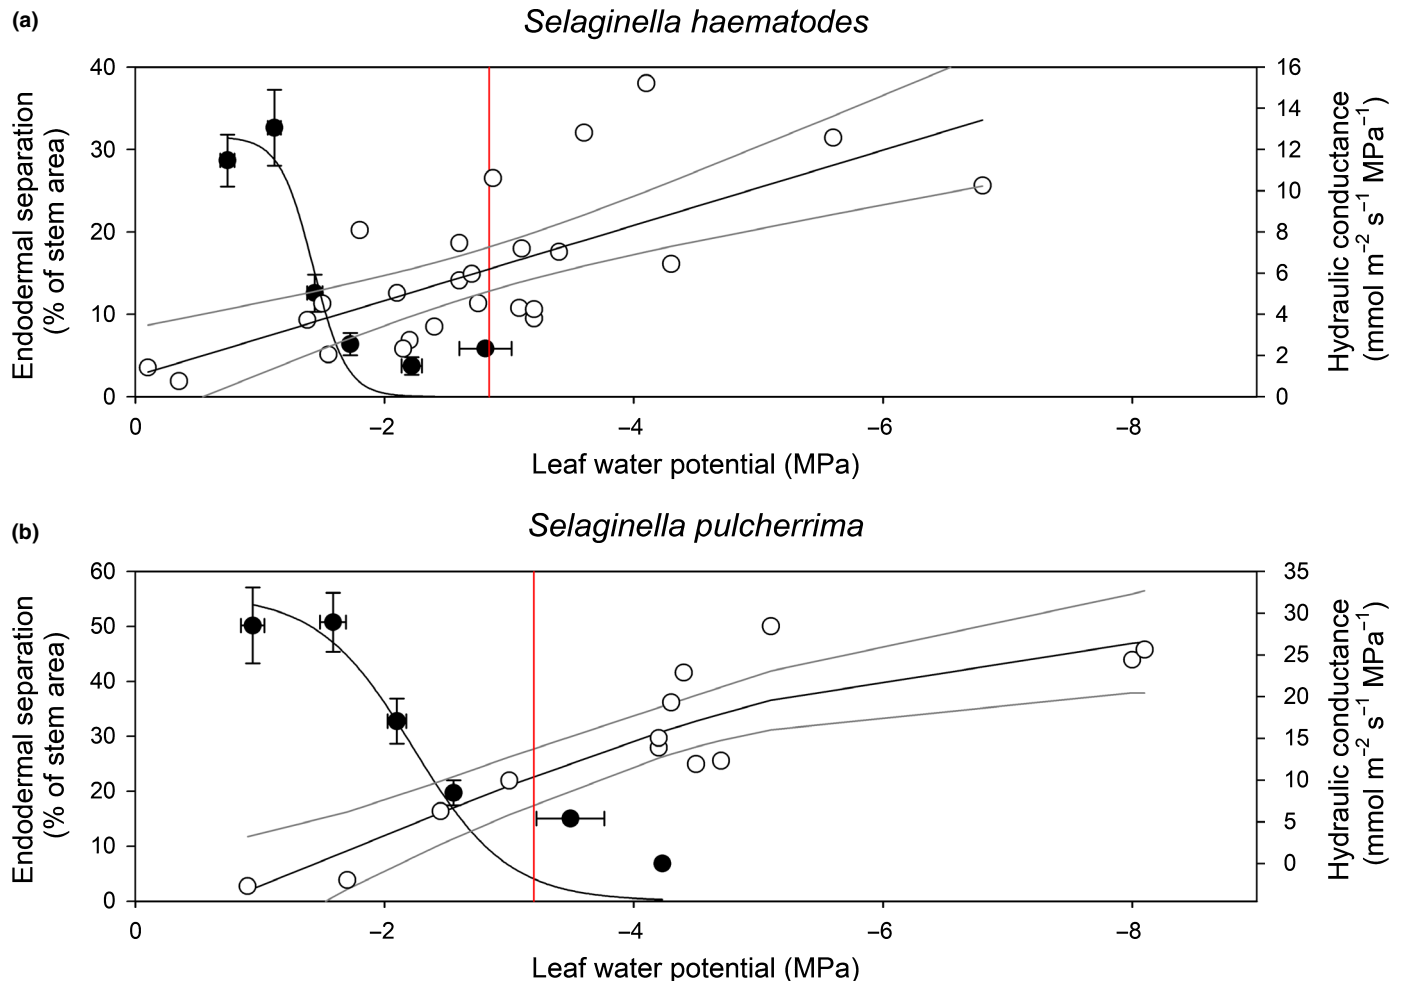 (a)
Selaginella haematodes
Endodermal separation
(% of stem area)
40
30
20
10
0
16
14
12
10
8
6
4
2
0
Hydraulic conductance
(mmol m⁻² s⁻¹ MPa⁻¹)
0
–2
–4
–6
–8
Leaf water potential (MPa)
(b)
Selaginella pulcherrima
Endodermal separation
(% of stem area)
60
50
40
30
20
10
0
35
30
25
20
15
10
5
0
Hydraulic conductance
(mmol m⁻² s⁻¹ MPa⁻¹)
0
–2
–4
–6
–8
Leaf water potential (MPa)